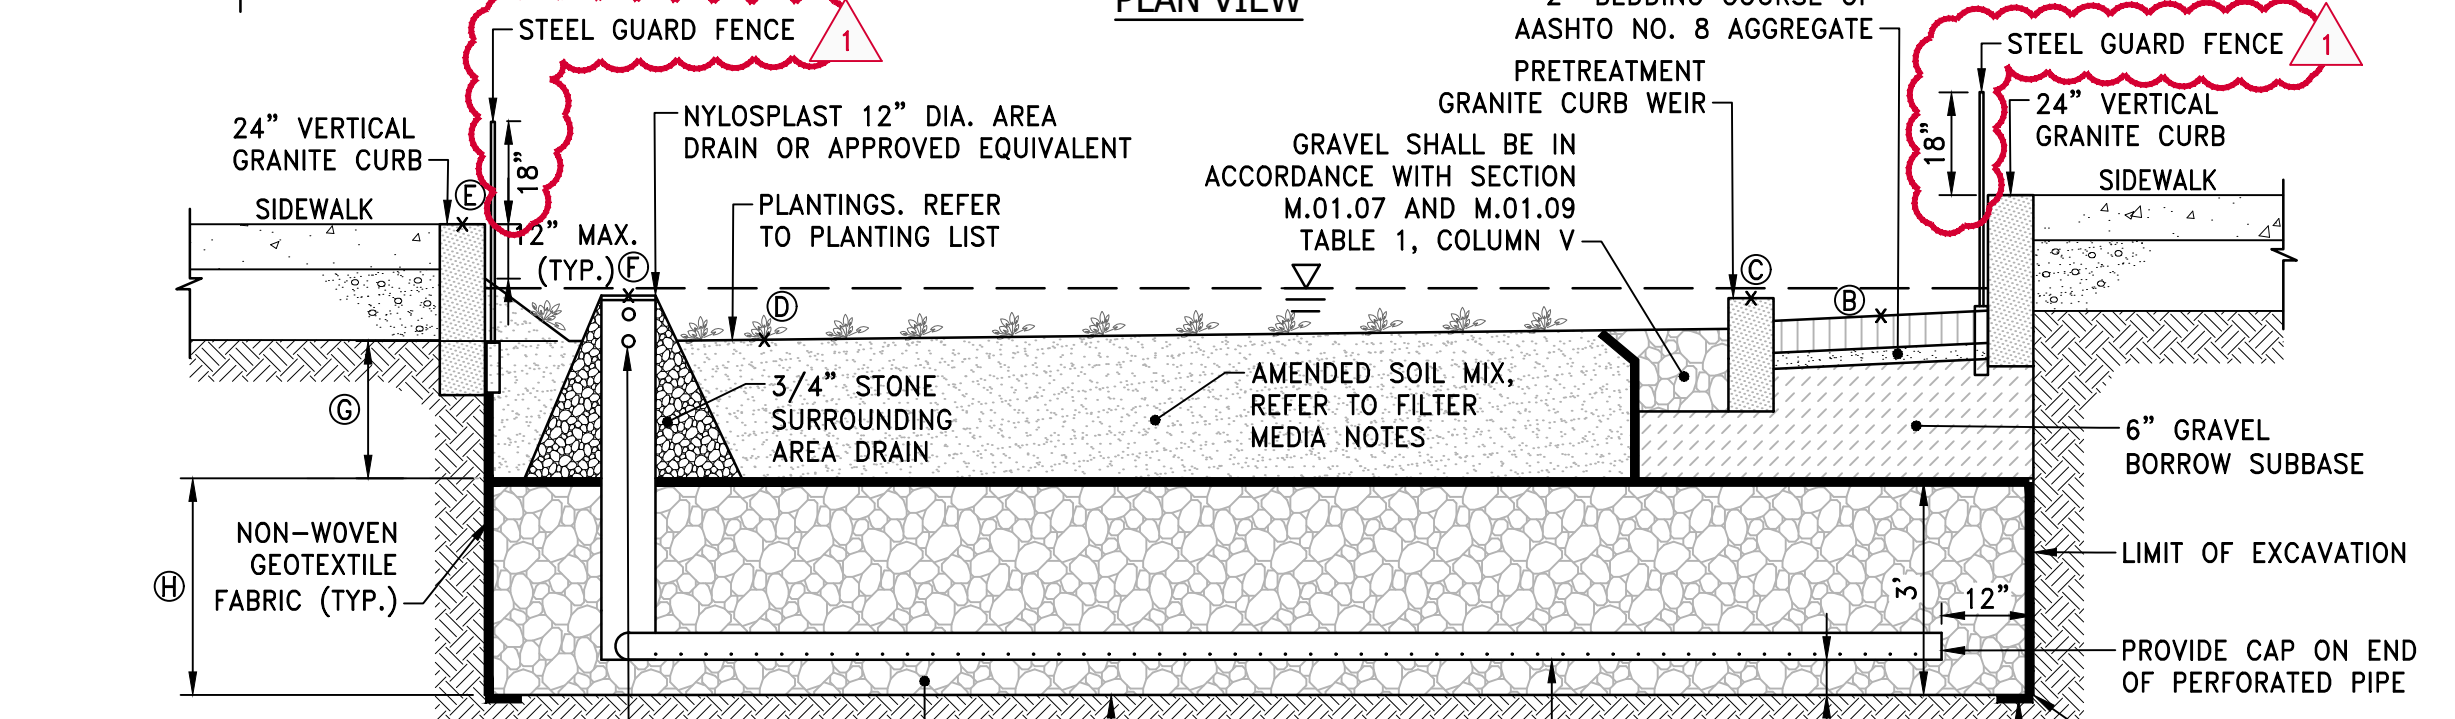 PLAN VIEW
2" BEDDING COURSE OF
AASHTO NO. 8 AGGREGATE
STEEL GUARD FENCE
1
STEEL GUARD FENCE
1
PRETREATMENT
GRANITE CURB WEIR
24" VERTICAL
GRANITE CURB
18"
NYLOSPLAST 12" DIA. AREA
DRAIN OR APPROVED EQUIVALENT
GRAVEL SHALL BE IN
ACCORDANCE WITH SECTION
M.01.07 AND M.01.09
TABLE 1, COLUMN V
18"
24" VERTICAL
GRANITE CURB
SIDEWALK
E
PLANTINGS. REFER
TO PLANTING LIST
SIDEWALK
12" MAX.
(TYP.)
F
D
C
B
G
3/4" STONE
SURROUNDING
AREA DRAIN
AMENDED SOIL MIX,
REFER TO FILTER
MEDIA NOTES
6" GRAVEL
BORROW SUBBASE
NON-WOVEN
GEOTEXTILE
FABRIC (TYP.)
H
3'
12"
LIMIT OF EXCAVATION
PROVIDE CAP ON END
OF PERFORATED PIPE